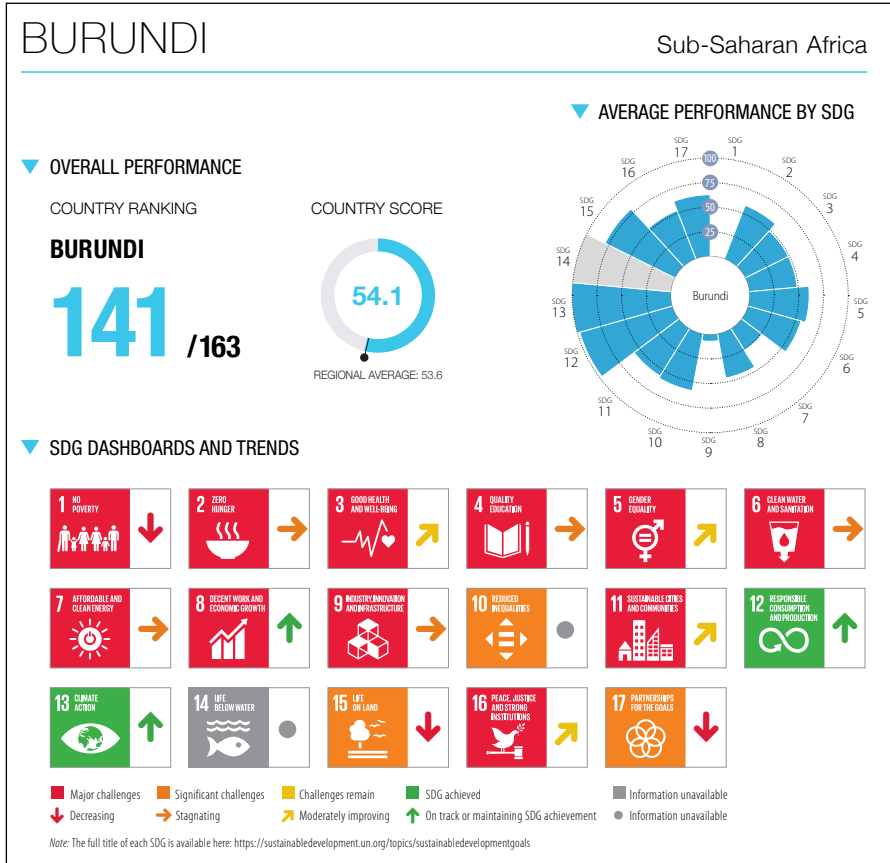 BURUNDI
Sub-Saharan Africa
AVERAGE PERFORMANCE BY SDG
SDG 1
SDG 2
SDG 3
SDG 4
SDG 5
SDG 6
SDG 7
SDG 8
SDG 9
SDG 10
SDG 11
SDG 12
SDG 13
SDG 14
SDG 15
SDG 16
SDG 17
100
75
50
25
Burundi
OVERALL PERFORMANCE
COUNTRY RANKING
BURUNDI
141 /163
COUNTRY SCORE
54.1
REGIONAL AVERAGE: 53.6
SDG DASHBOARDS AND TRENDS
1 NO
POVERTY
2 ZERO
HUNGER
3 GOOD HEALTH
AND WELL-BEING
4 QUALITY
EDUCATION
5 GENDER
EQUALITY
6 CLEAN WATER
AND SANITATION
7 AFFORDABLE AND
CLEAN ENERGY
8 DECENT WORK AND
ECONOMIC GROWTH
9 INDUSTRY, INNOVATION
AND INFRASTRUCTURE
10 REDUCED
INEQUALITIES
11 SUSTAINABLE CITIES
AND COMMUNITIES
12 RESPONSIBLE
CONSUMPTION
AND PRODUCTION
13 CLIMATE
ACTION
14 LIFE
BELOW WATER
15 LIFE
ON LAND
16 PEACE, JUSTICE
AND STRONG
INSTITUTIONS
17 PARTNERSHIPS
FOR THE GOALS
Major challenges Significant challenges Challenges remain SDG achieved Information unavailable
Decreasing Stagnating Moderately improving On track or maintaining SDG achievement Information unavailable
Note: The full title of each SDG is available here: https://sustainabledevelopment.un.org/topics/sustainabledevelopmentgoals